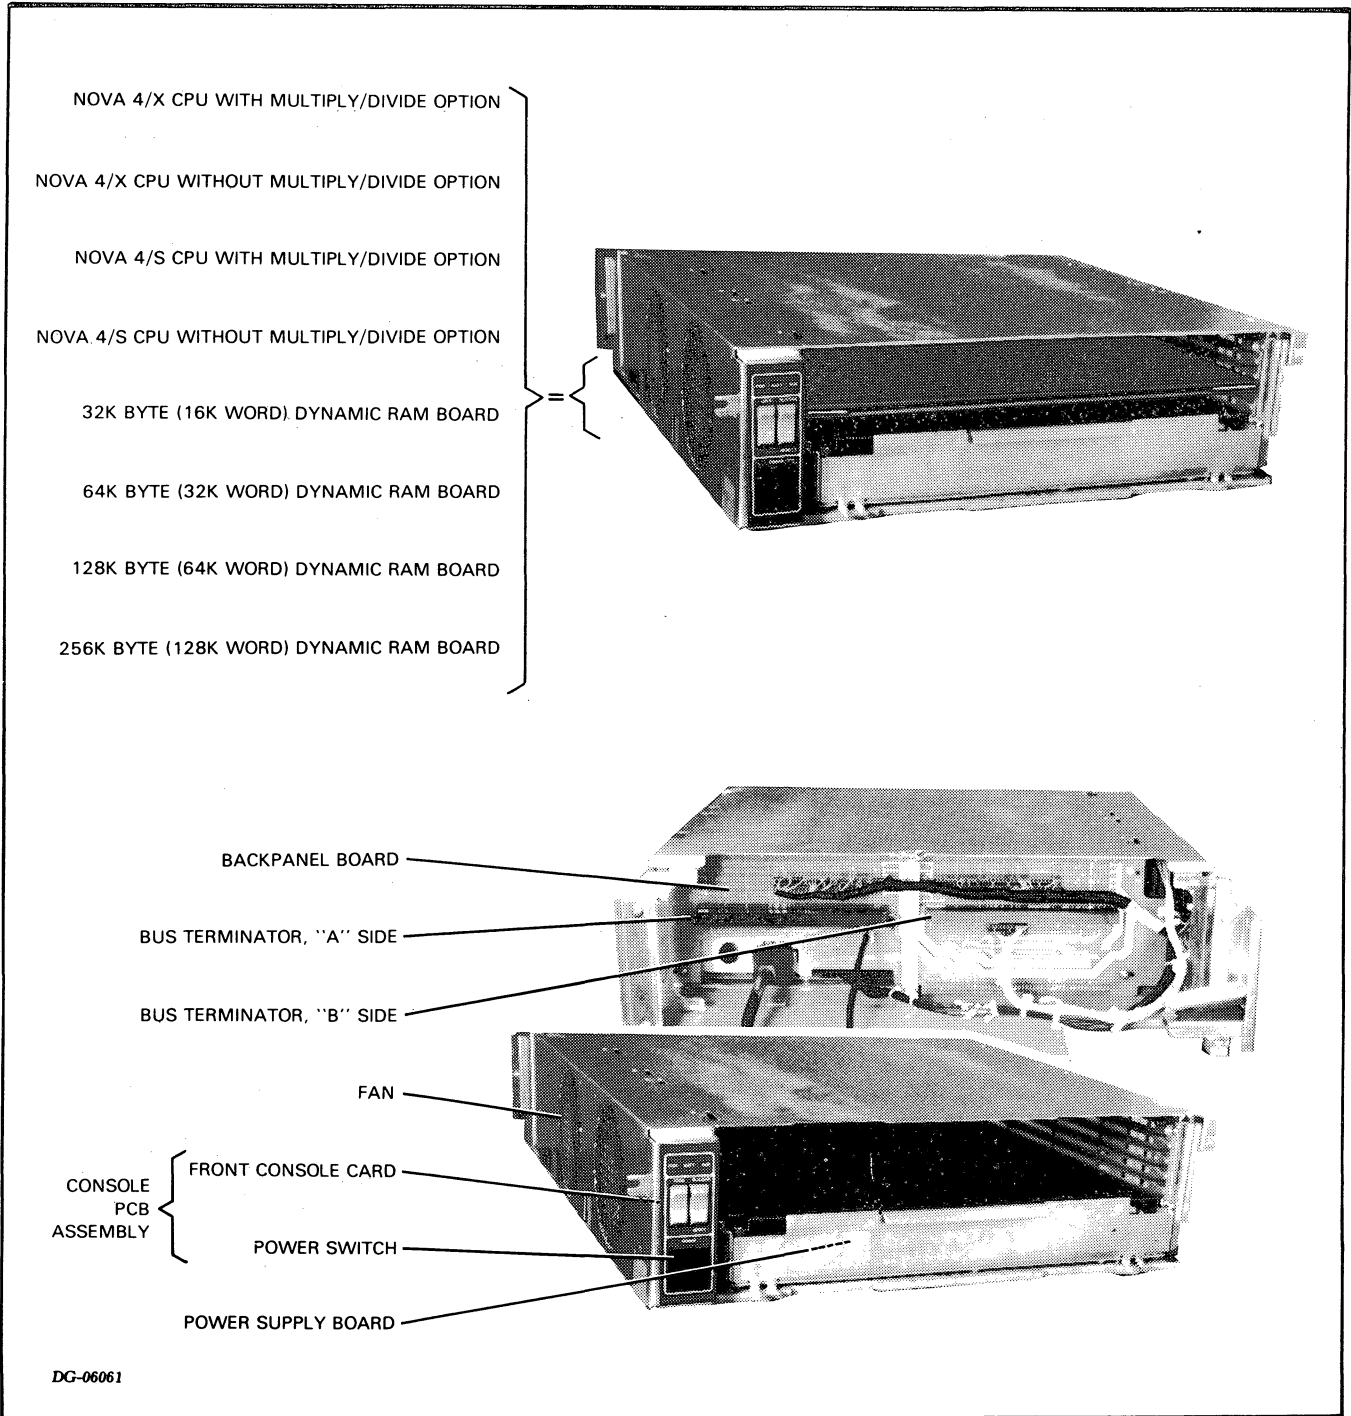 NOVA 4/X CPU WITH MULTIPLY/DIVIDE OPTION
NOVA 4/X CPU WITHOUT MULTIPLY/DIVIDE OPTION
NOVA 4/S CPU WITH MULTIPLY/DIVIDE OPTION
NOVA 4/S CPU WITHOUT MULTIPLY/DIVIDE OPTION
32K BYTE (16K WORD) DYNAMIC RAM BOARD
=
64K BYTE (32K WORD) DYNAMIC RAM BOARD
128K BYTE (64K WORD) DYNAMIC RAM BOARD
256K BYTE (128K WORD) DYNAMIC RAM BOARD
BACKPANEL BOARD
BUS TERMINATOR, ''A'' SIDE
BUS TERMINATOR, ''B'' SIDE
FAN
CONSOLE
PCB
ASSEMBLY
FRONT CONSOLE CARD
POWER SWITCH
POWER SUPPLY BOARD
DG-06061